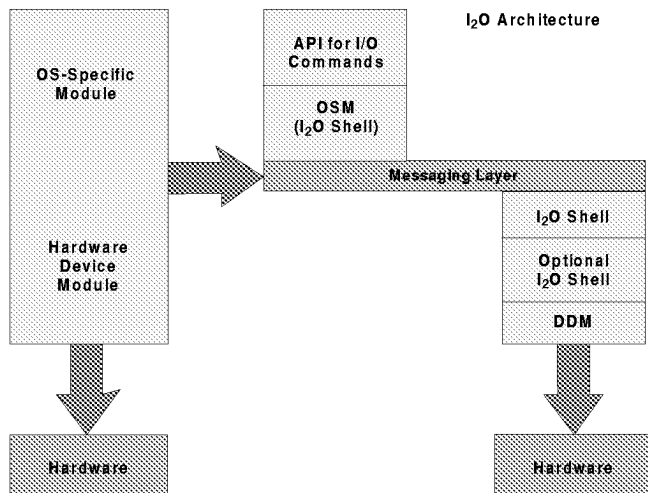 I₂O Architecture
OS-Specific
Module
Hardware
Device
Module
Hardware
API for I/O
Commands
OSM
(I₂O Shell)
Messaging Layer
I₂O Shell
Optional
I₂O Shell
DDM
Hardware